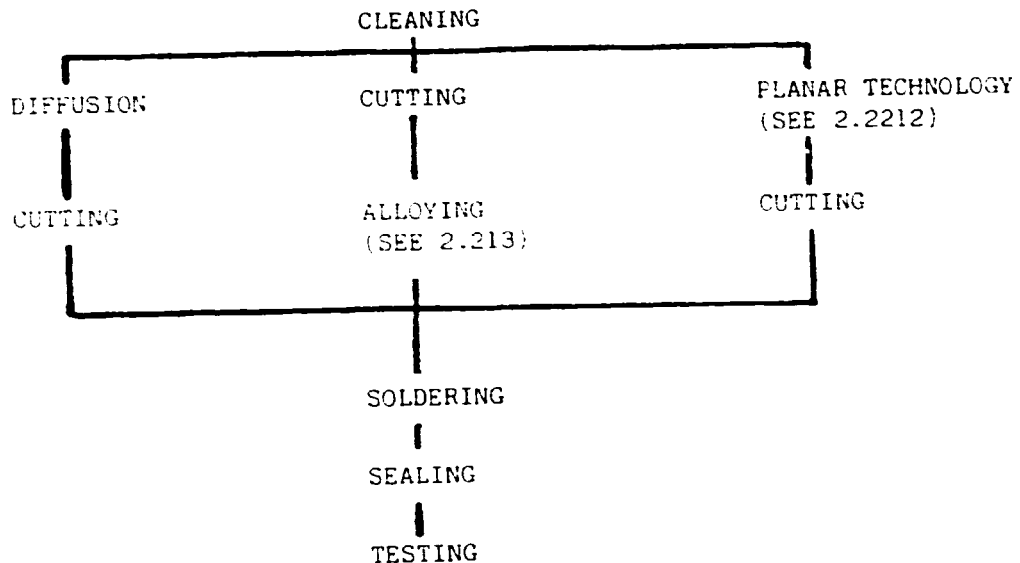 CLEANING
DIFFUSION
CUTTING
PLANAR TECHNOLOGY
(SEE 2.2212)
CUTTING
ALLOYING
(SEE 2.213)
CUTTING
SOLDERING
SEALING
TESTING